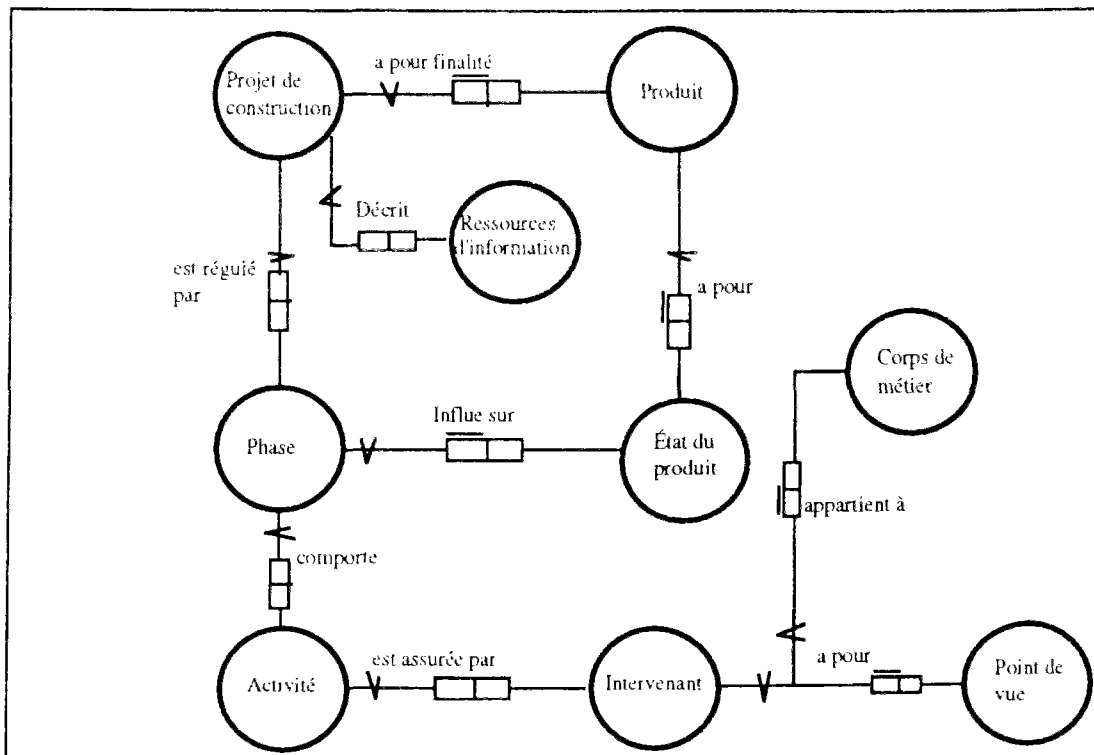 a pour finalité
Projet de
construction
Produit
Décrit
Ressources
d'information
est régulé
par
a pour
Corps de
métier
Influe sur
Phase
État du
produit
appartient à
comporte
est assurée par
a pour
Activité
Intervenant
Point de
vue